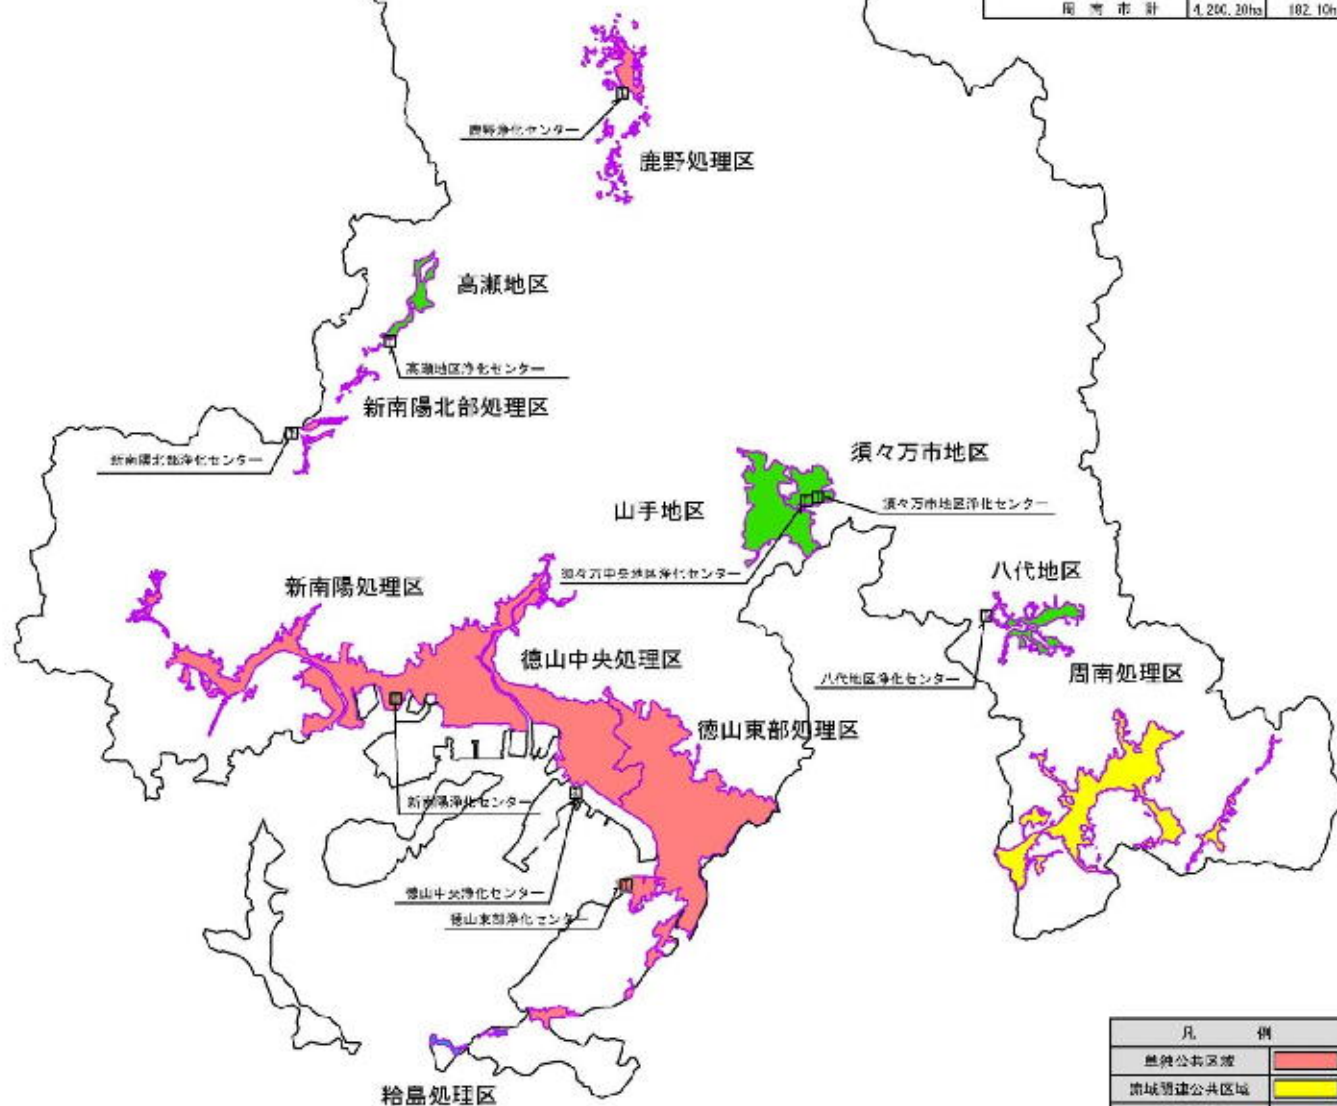 周南市計 4,200.20ha 182.10h
鹿野浄化センター
鹿野処理区
高瀬地区
高瀬地区浄化センター
新南陽北部処理区
新南陽北部浄化センター
須々万市地区
山手地区
須々万市地区浄化センター
須々万中央地区浄化センター
八代地区
新南陽処理区
徳山中央処理区
八代地区浄化センター
周南処理区
徳山東部処理区
新南陽浄化センター
徳山中央浄化センター
徳山東部浄化センター
粭島処理区
凡例
単独公共区域
流域関連公共区域